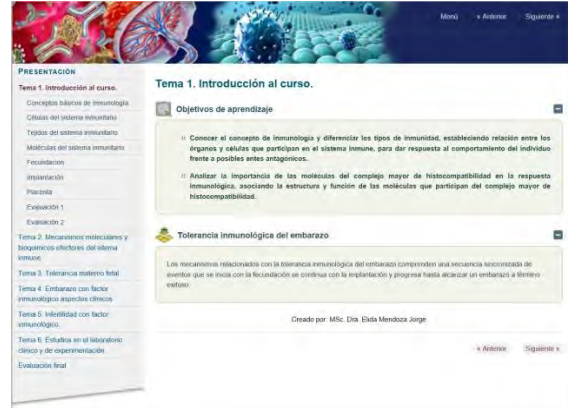 Menú « Anterior Siguiente »
PRESENTACIÓN
Tema 1. Introducción al curso.
Conceptos básicos de inmunología
Células del sistema inmunitario
Tejidos del sistema inmunitario
Moléculas del sistema inmunitario
Fecundación
Implantación
Placenta
Evaluación 1
Evaluación 2
Tema 2. Mecanismos moleculares y
bioquímicos efectores del sitema
inmune.
Tema 3. Tolerancia materno fetal
Tema 4. Embarazo con factor
inmunológico aspectos clínicos
Tema 5. Infertilidad con factor
inmunológico.
Tema 6. Estudios en el laboratorio
clínico y de experimentación.
Evaluación final
Tema 1. Introducción al curso.
Objetivos de aprendizaje
Conocer el concepto de inmunología y diferenciar los tipos de inmunidad, estableciendo relación entre los
órganos y células que participan en el sistema inmune, para dar respuesta al comportamiento del individuo
frente a posibles entes antagónicos.
Analizar la importancia de las moléculas del complejo mayor de histocompatibilidad en la respuesta
inmunológica, asociando la estructura y función de las moléculas que participan del complejo mayor de
histocompatibilidad.
Tolerancia inmunológica del embarazo
Los mecanismos relacionados con la tolerancia inmunológica del embarazo comprenden una secuencia sincronizada de
eventos que se inicia con la fecundación se continua con la implantación y progresa hasta alcanzar un embarazo a término
exitoso.
Creado por: MSc. Dra. Elida Mendoza Jorge
« Anterior Siguiente »